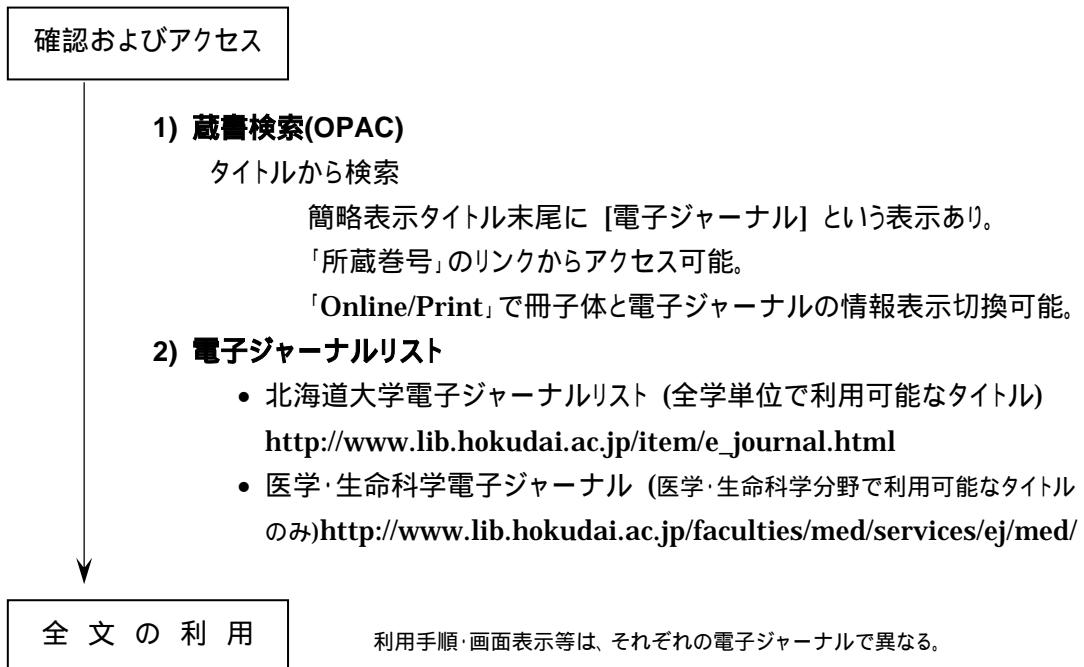 確認およびアクセス
1) 蔵書検索(OPAC)
タイトルから検索
簡略表示タイトル末尾に [電子ジャーナル] という表示あり。
「所蔵巻号」のリンクからアクセス可能。
「Online/Print」で冊子体と電子ジャーナルの情報表示切換可能。
2) 電子ジャーナルリスト
• 北海道大学電子ジャーナルリスト (全学単位で利用可能なタイトル)
http://www.lib.hokudai.ac.jp/item/e_journal.html
• 医学・生命科学電子ジャーナル (医学・生命科学分野で利用可能なタイトル
のみ)http://www.lib.hokudai.ac.jp/faculties/med/services/ej/med/
全 文 の 利 用
利用手順・画面表示等は、それぞれの電子ジャーナルで異なる。